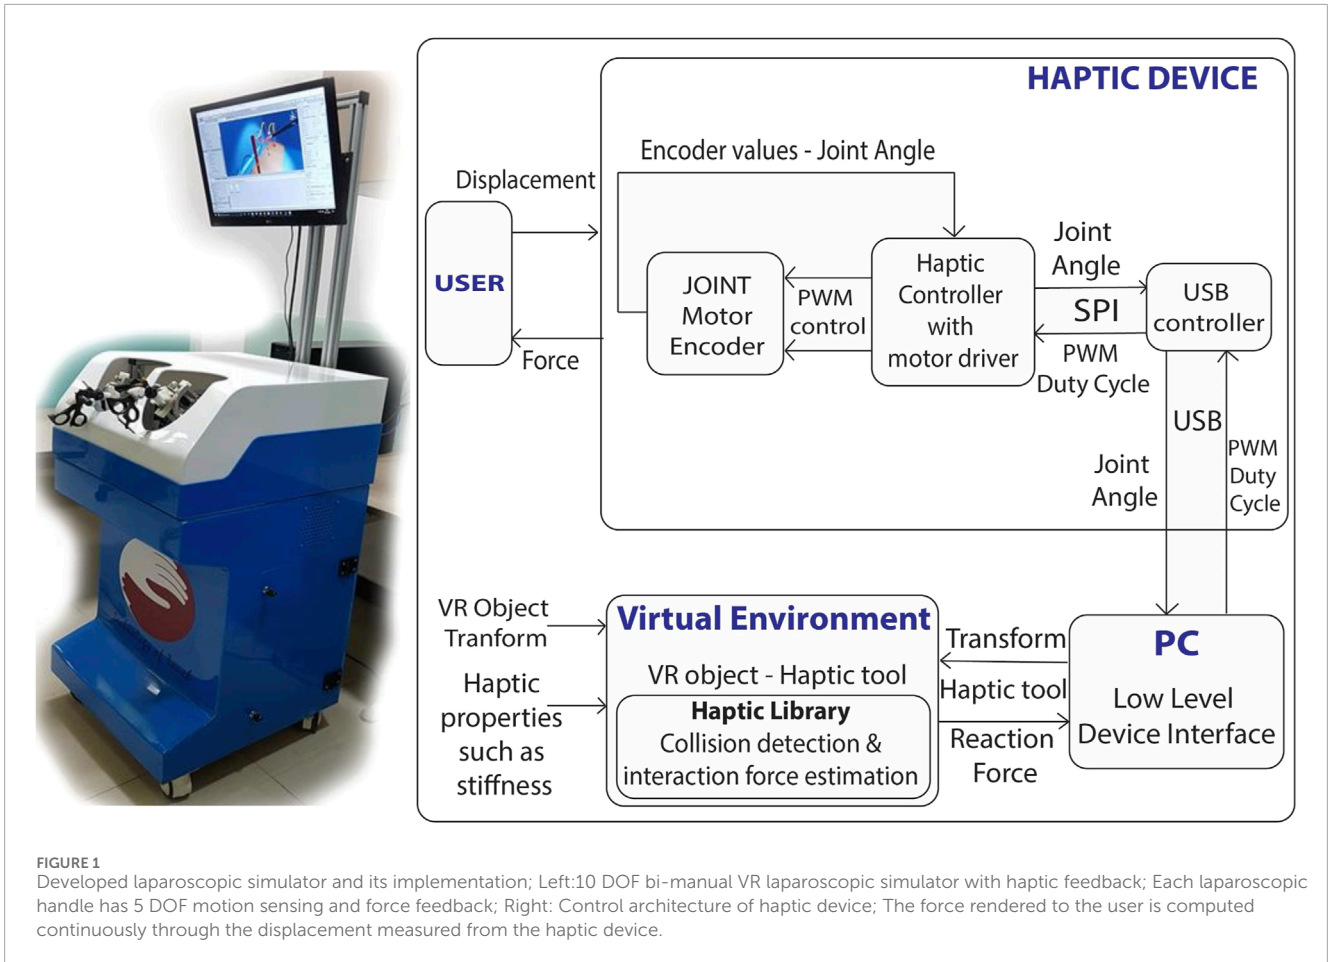 HAPTIC DEVICE
Encoder values - Joint Angle
Displacement
USER
Force
JOINT
Motor
Encoder
PWM
control
Haptic
Controller
with
motor driver
Joint
Angle
SPI
PWM
Duty Cycle
USB
controller
USB
Joint
Angle
PWM
Duty
Cycle
VR Object
Tranform
Haptic
properties
such as
stiffness
Virtual Environment
VR object - Haptic tool
Haptic Library
Collision detection &
interaction force estimation
Transform
Haptic tool
Reaction
Force
PC
Low Level
Device Interface
FIGURE 1
Developed laparoscopic simulator and its implementation; Left:10 DOF bi-manual VR laparoscopic simulator with haptic feedback; Each laparoscopic
handle has 5 DOF motion sensing and force feedback; Right: Control architecture of haptic device; The force rendered to the user is computed
continuously through the displacement measured from the haptic device.